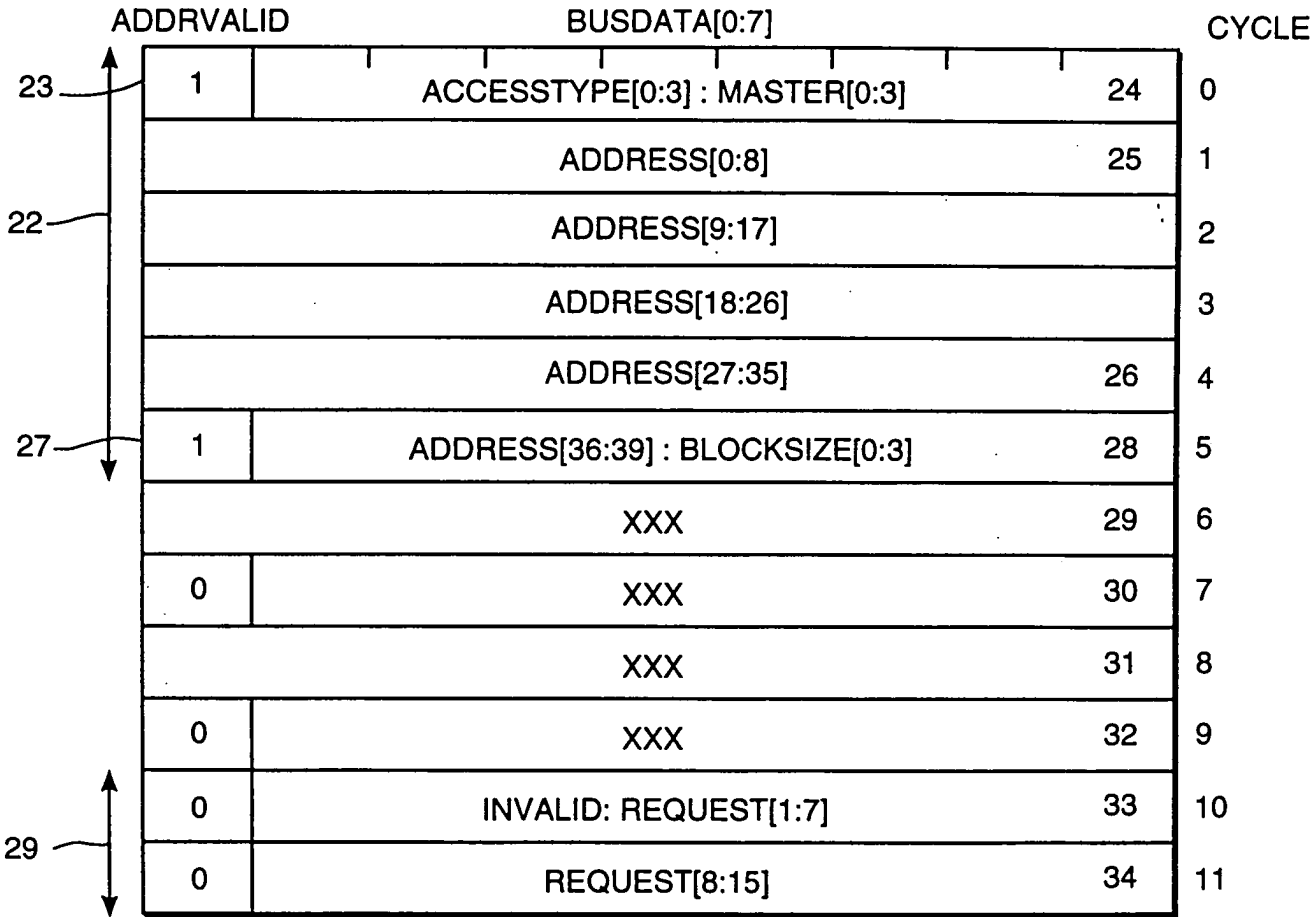 ADDRVALID BUSDATA[0:7] CYCLE
23 1 ACCESSTYPE[0:3] : MASTER[0:3] 24 0
ADDRESS[0:8] 25 1
22 ADDRESS[9:17] 2
ADDRESS[18:26] 3
ADDRESS[27:35] 26 4
27 1 ADDRESS[36:39] : BLOCKSIZE[0:3] 28 5
XXX 29 6
0 XXX 30 7
XXX 31 8
0 XXX 32 9
0 INVALID: REQUEST[1:7] 33 10
29
0 REQUEST[8:15] 34 11